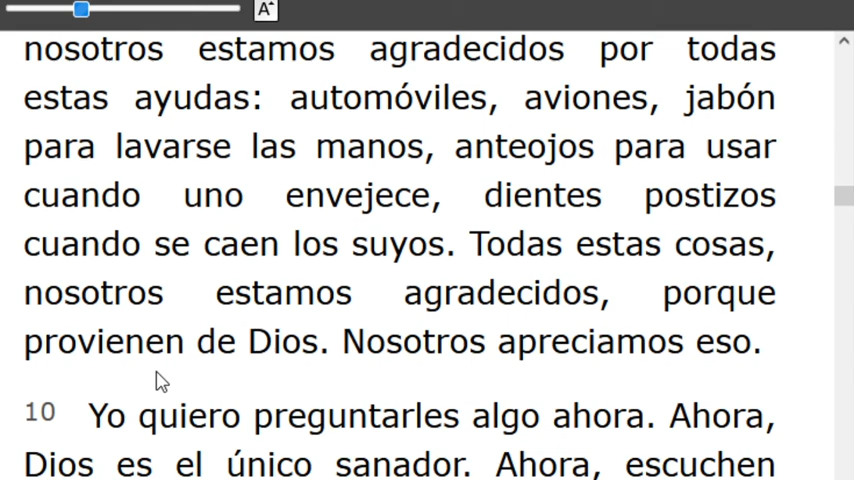 A
nosotros estamos agradecidos por todas
estas ayudas: automóviles, aviones, jabón
para lavarse las manos, anteojos para usar
cuando uno envejece, dientes postizos
cuando se caen los suyos. Todas estas cosas,
nosotros estamos agradecidos, porque
provienen de Dios. Nosotros apreciamos eso.
10 Yo quiero preguntarles algo ahora. Ahora,
Dios es el único sanador. Ahora, escuchen